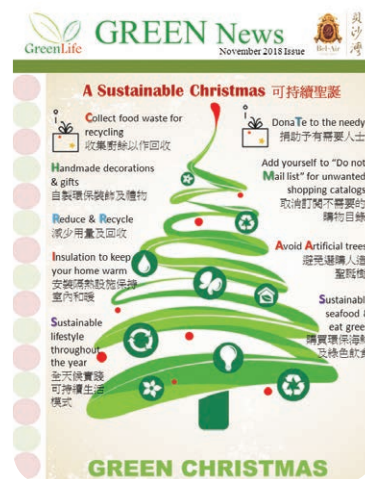 GreenLife
GREEN News
November 2018 Issue
Bel-Air
貝沙灣
A Sustainable Christmas 可持續聖誕
Collect food waste for
recycling
收集廚餘以作回收
Handmade decorations
& gifts
自製環保裝飾及禮物
Reduce & Recycle
減少用量及回收
Insulation to keep
your home warm
安裝隔熱設施保持
室內和暖
Sustainable
lifestyle
throughout
the year
全天候實踐
可持續生活
模式
DonaTe to the needy
捐助予有需要人士
Add yourself to “Do not
Mail list” for unwanted
shopping catalogs
取消訂閱不需要的
購物目錄
Avoid Artificial trees
避免選購人造
聖誕樹
Sustainabl
seafood &
eat gree
購買環保海鮮
及綠色飲食
GREEN CHRISTMAS